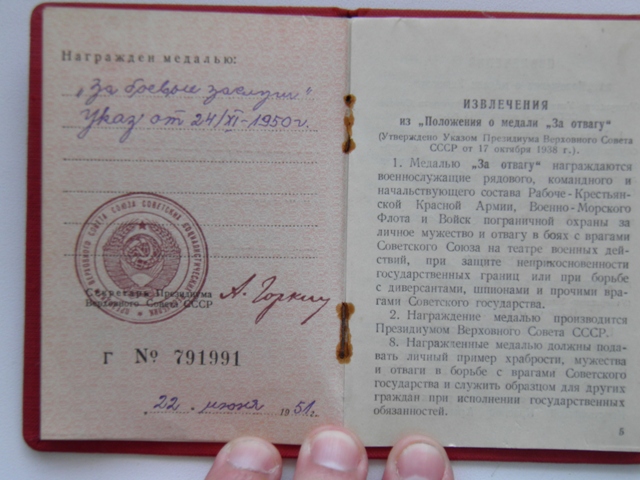 Награжден медалью:
„За боевые заслуги"
Указ от 24/XI-1950 г.
Секретарь Президиума
Верховного Совета СССР
А. Горкин
Г № 791991
22 июня 1951 г.
ИЗВЛЕЧЕНИЯ
из „Положения о медали „За отвагу"
(Утверждено Указом Президиума Верховного Совета
СССР от 17 октября 1938 г.).
1. Медалью „За отвагу" награждаются
военнослужащие рядового, командного и
начальствующего состава Рабоче-Крестьян-
ской Красной Армии, Военно-Морского
Флота и Войск пограничной охраны за
личное мужество и отвагу в боях с врагами
Советского Союза на театре военных дей-
ствий, при защите неприкосновенности
государственных границ или при борьбе
с диверсантами, шпионами и прочими вра-
гами Советского государства.
2. Награждение медалью производится
Президиумом Верховного Совета СССР.
8. Награжденные медалью должны пода-
вать личный пример храбрости, мужества
и отваги в борьбе с врагами Советского
государства и служить образцом для других
граждан при исполнении государственных
обязанностей.
5